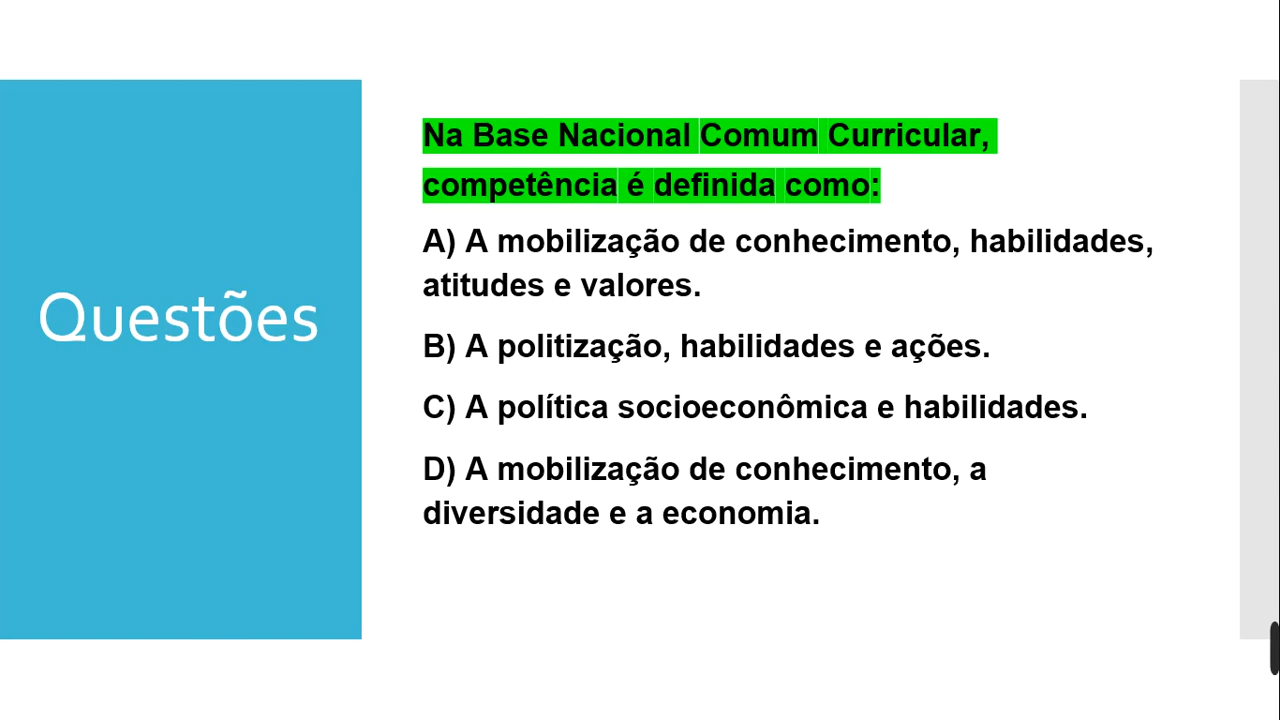 Questões
Na Base Nacional Comum Curricular,
competência é definida como:
A) A mobilização de conhecimento, habilidades,
atitudes e valores.
B) A politização, habilidades e ações.
C) A política socioeconômica e habilidades.
D) A mobilização de conhecimento, a
diversidade e a economia.